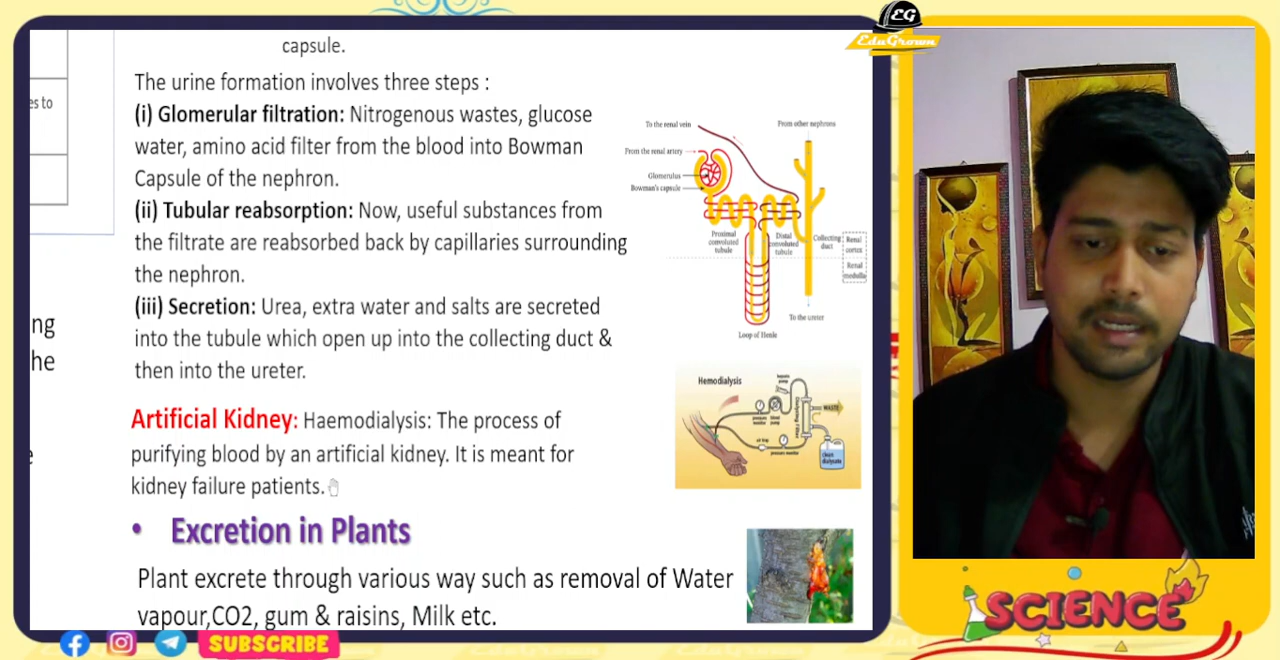 EG
EduGrown
capsule.
es to
The urine formation involves three steps :
(i) Glomerular filtration: Nitrogenous wastes, glucose
water, amino acid filter from the blood into Bowman
Capsule of the nephron.
(ii) Tubular reabsorption: Now, useful substances from
the filtrate are reabsorbed back by capillaries surrounding
the nephron.
(iii) Secretion: Urea, extra water and salts are secreted
into the tubule which open up into the collecting duct &
then into the ureter.
ng
he
e
To the renal vein
From other nephrons
From the renal artery
Glomerulus
Bowman's capsule
Proximal
convoluted
tubule
Distal
convoluted
tubule
Collecting
duct
Renal
cortex
Renal
medulla
To the ureter
Loop of Henle
Artificial Kidney: Haemodialysis: The process of
purifying blood by an artificial kidney. It is meant for
kidney failure patients.
Hemodialysis
WASTE
• Excretion in Plants
Plant excrete through various way such as removal of Water
vapour,CO2, gum & raisins, Milk etc.
SUBSCRIBE
SCIENCE